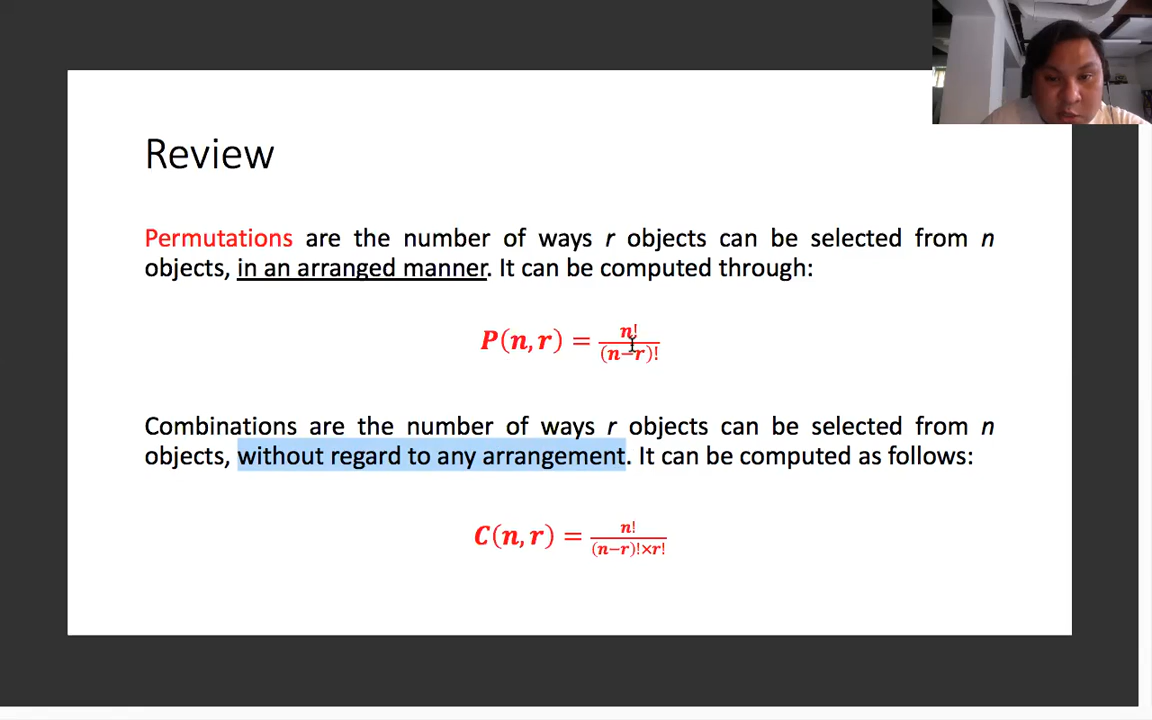 Review
Permutations are the number of ways r objects can be selected from n
objects, in an arranged manner. It can be computed through:
P(n, r) = n! / (n−r)!
Combinations are the number of ways r objects can be selected from n
objects, without regard to any arrangement. It can be computed as follows:
C(n, r) = n! / (n−r)!×r!